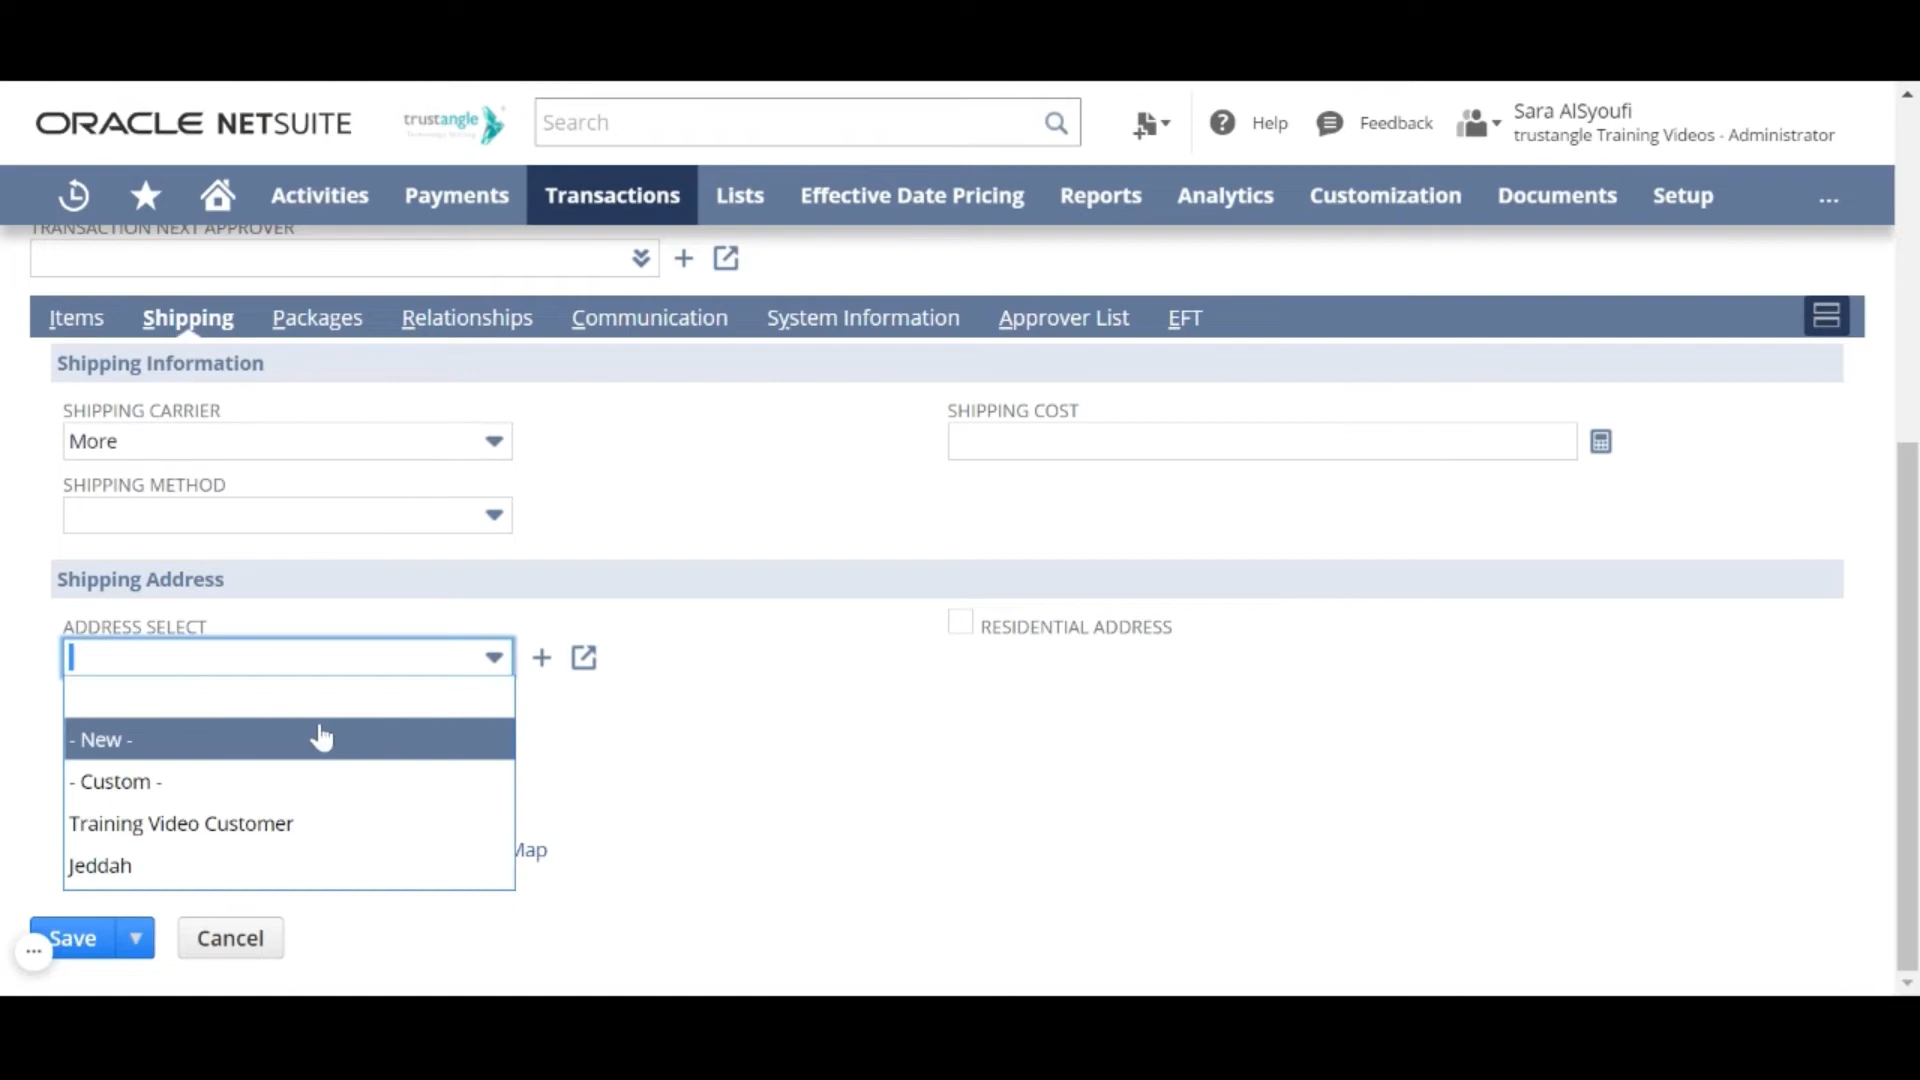 ORACLE NETSUITE
trustangle
Search
Help
Feedback
Sara AlSyoufi
trustangle Training Videos - Administrator
Activities
Payments
Transactions
Lists
Effective Date Pricing
Reports
Analytics
Customization
Documents
Setup
...
TRANSACTION NEXT APPROVER
Items
Shipping
Packages
Relationships
Communication
System Information
Approver List
EFT
Shipping Information
SHIPPING CARRIER
More
SHIPPING COST
SHIPPING METHOD
Shipping Address
ADDRESS SELECT
RESIDENTIAL ADDRESS
- New -
- Custom -
Training Video Customer
Map
Jeddah
Save
Cancel
...